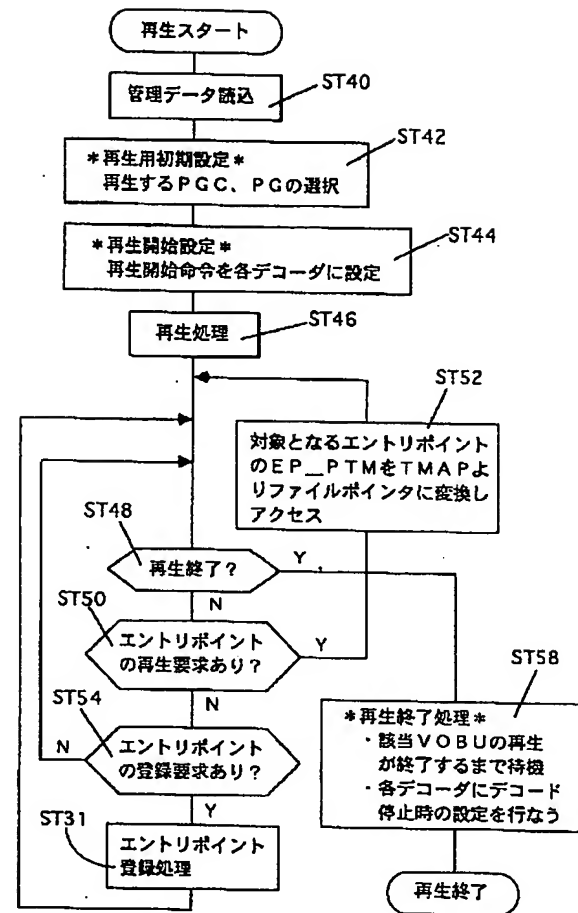 再生スタート
ST40
管理データ読込
ST42
＊再生用初期設定＊
再生するPGC、PGの選択
ST44
＊再生開始設定＊
再生開始命令を各デコーダに設定
ST46
再生処理
ST52
対象となるエントリポイント
のEP__PTMをTMAPよ
りファイルポインタに変換し
アクセス
ST48
再生終了？
Y
N
ST50
エントリポイント
の再生要求あり？
Y
N
ST58
＊再生終了処理＊
・該当VOBUの再生
が終了するまで待機
・各デコーダにデコード
停止時の設定を行なう
ST54
エントリポイント
の登録要求あり？
N
Y
ST31
エントリポイント
登録処理
再生終了